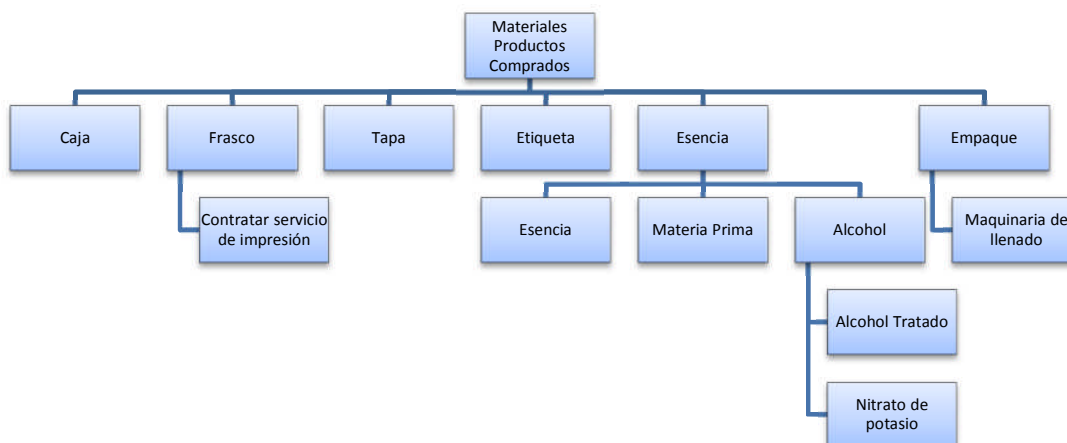 Materiales
Productos
Comprados
Caja
Frasco
Tapa
Etiqueta
Esencia
Empaque
Contratar servicio
de impresión
Esencia
Materia Prima
Alcohol
Maquinaria de
llenado
Alcohol Tratado
Nitrato de
potasio